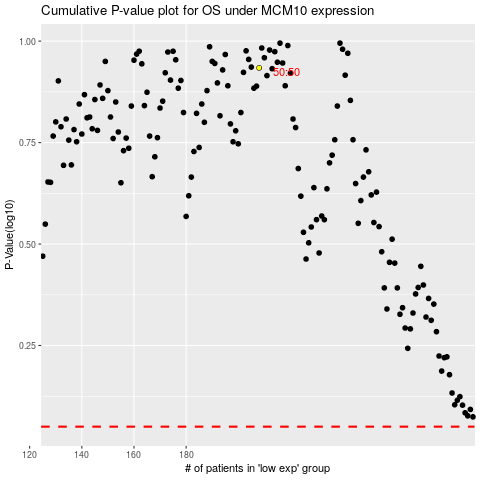 Cumulative P-value plot for OS under MCM10 expression
P-Value(log10)
1.00
0.75
0.50
0.25
50:50
120 140 160 180
# of patients in 'low exp' group